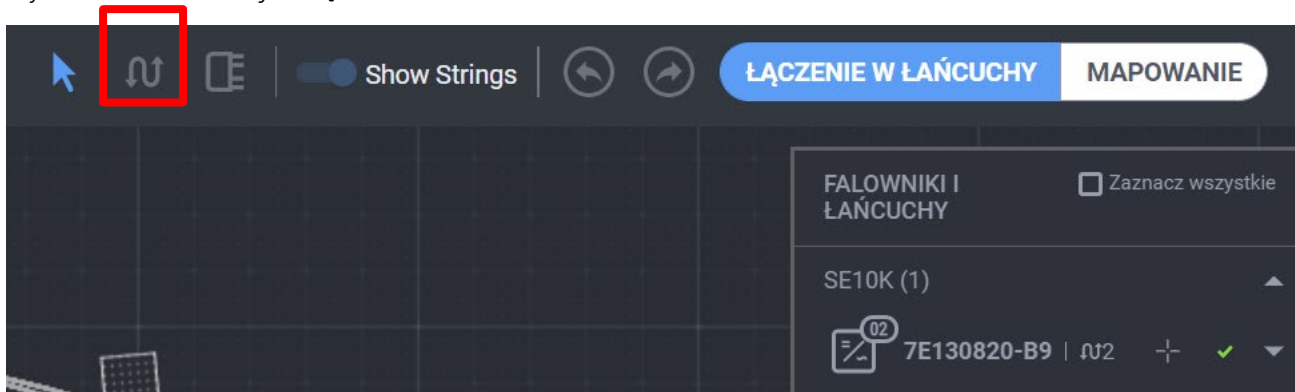 Show Strings
ŁĄCZENIE W ŁAŃCUCHY
MAPOWANIE
FALOWNIKI I
ŁAŃCUCHY
Zaznacz wszystkie
SE10K (1)
02
7E130820-B9 | 2